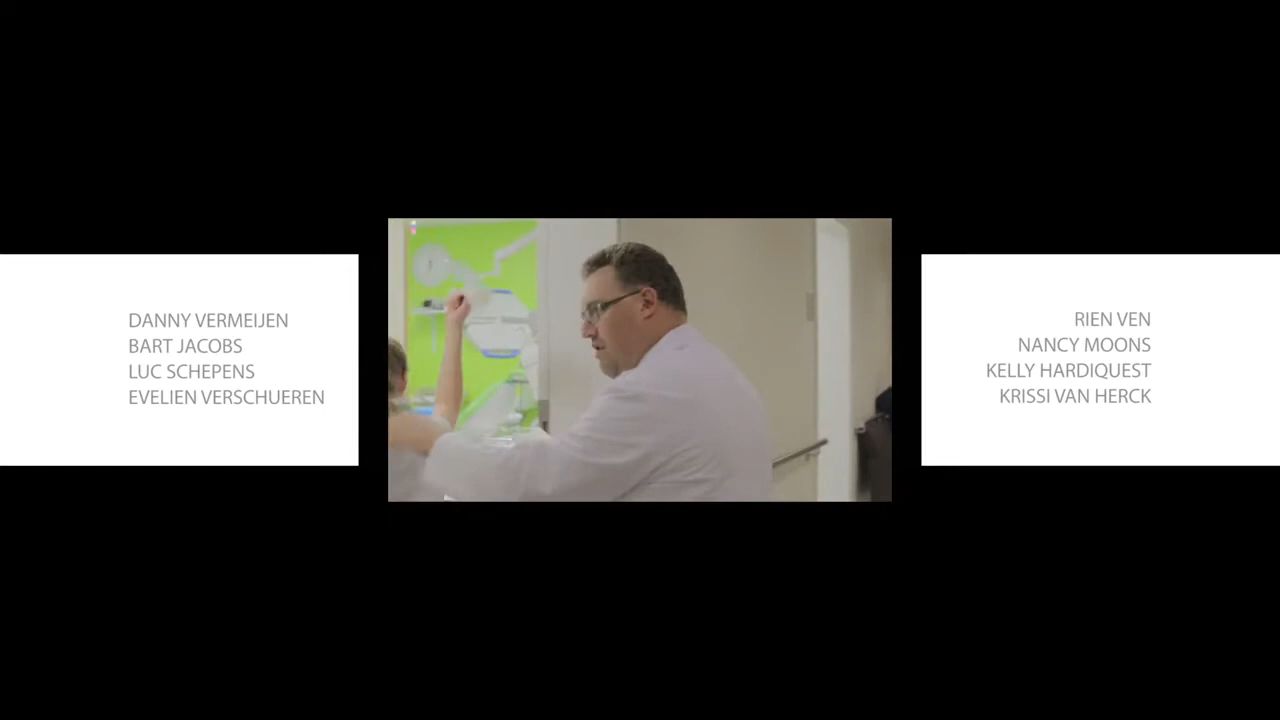 DANNY VERMEIJEN
BART JACOBS
LUC SCHEPENS
EVELIEN VERSCHUEREN
RIEN VEN
NANCY MOONS
KELLY HARDIQUEST
KRISSI VAN HERCK